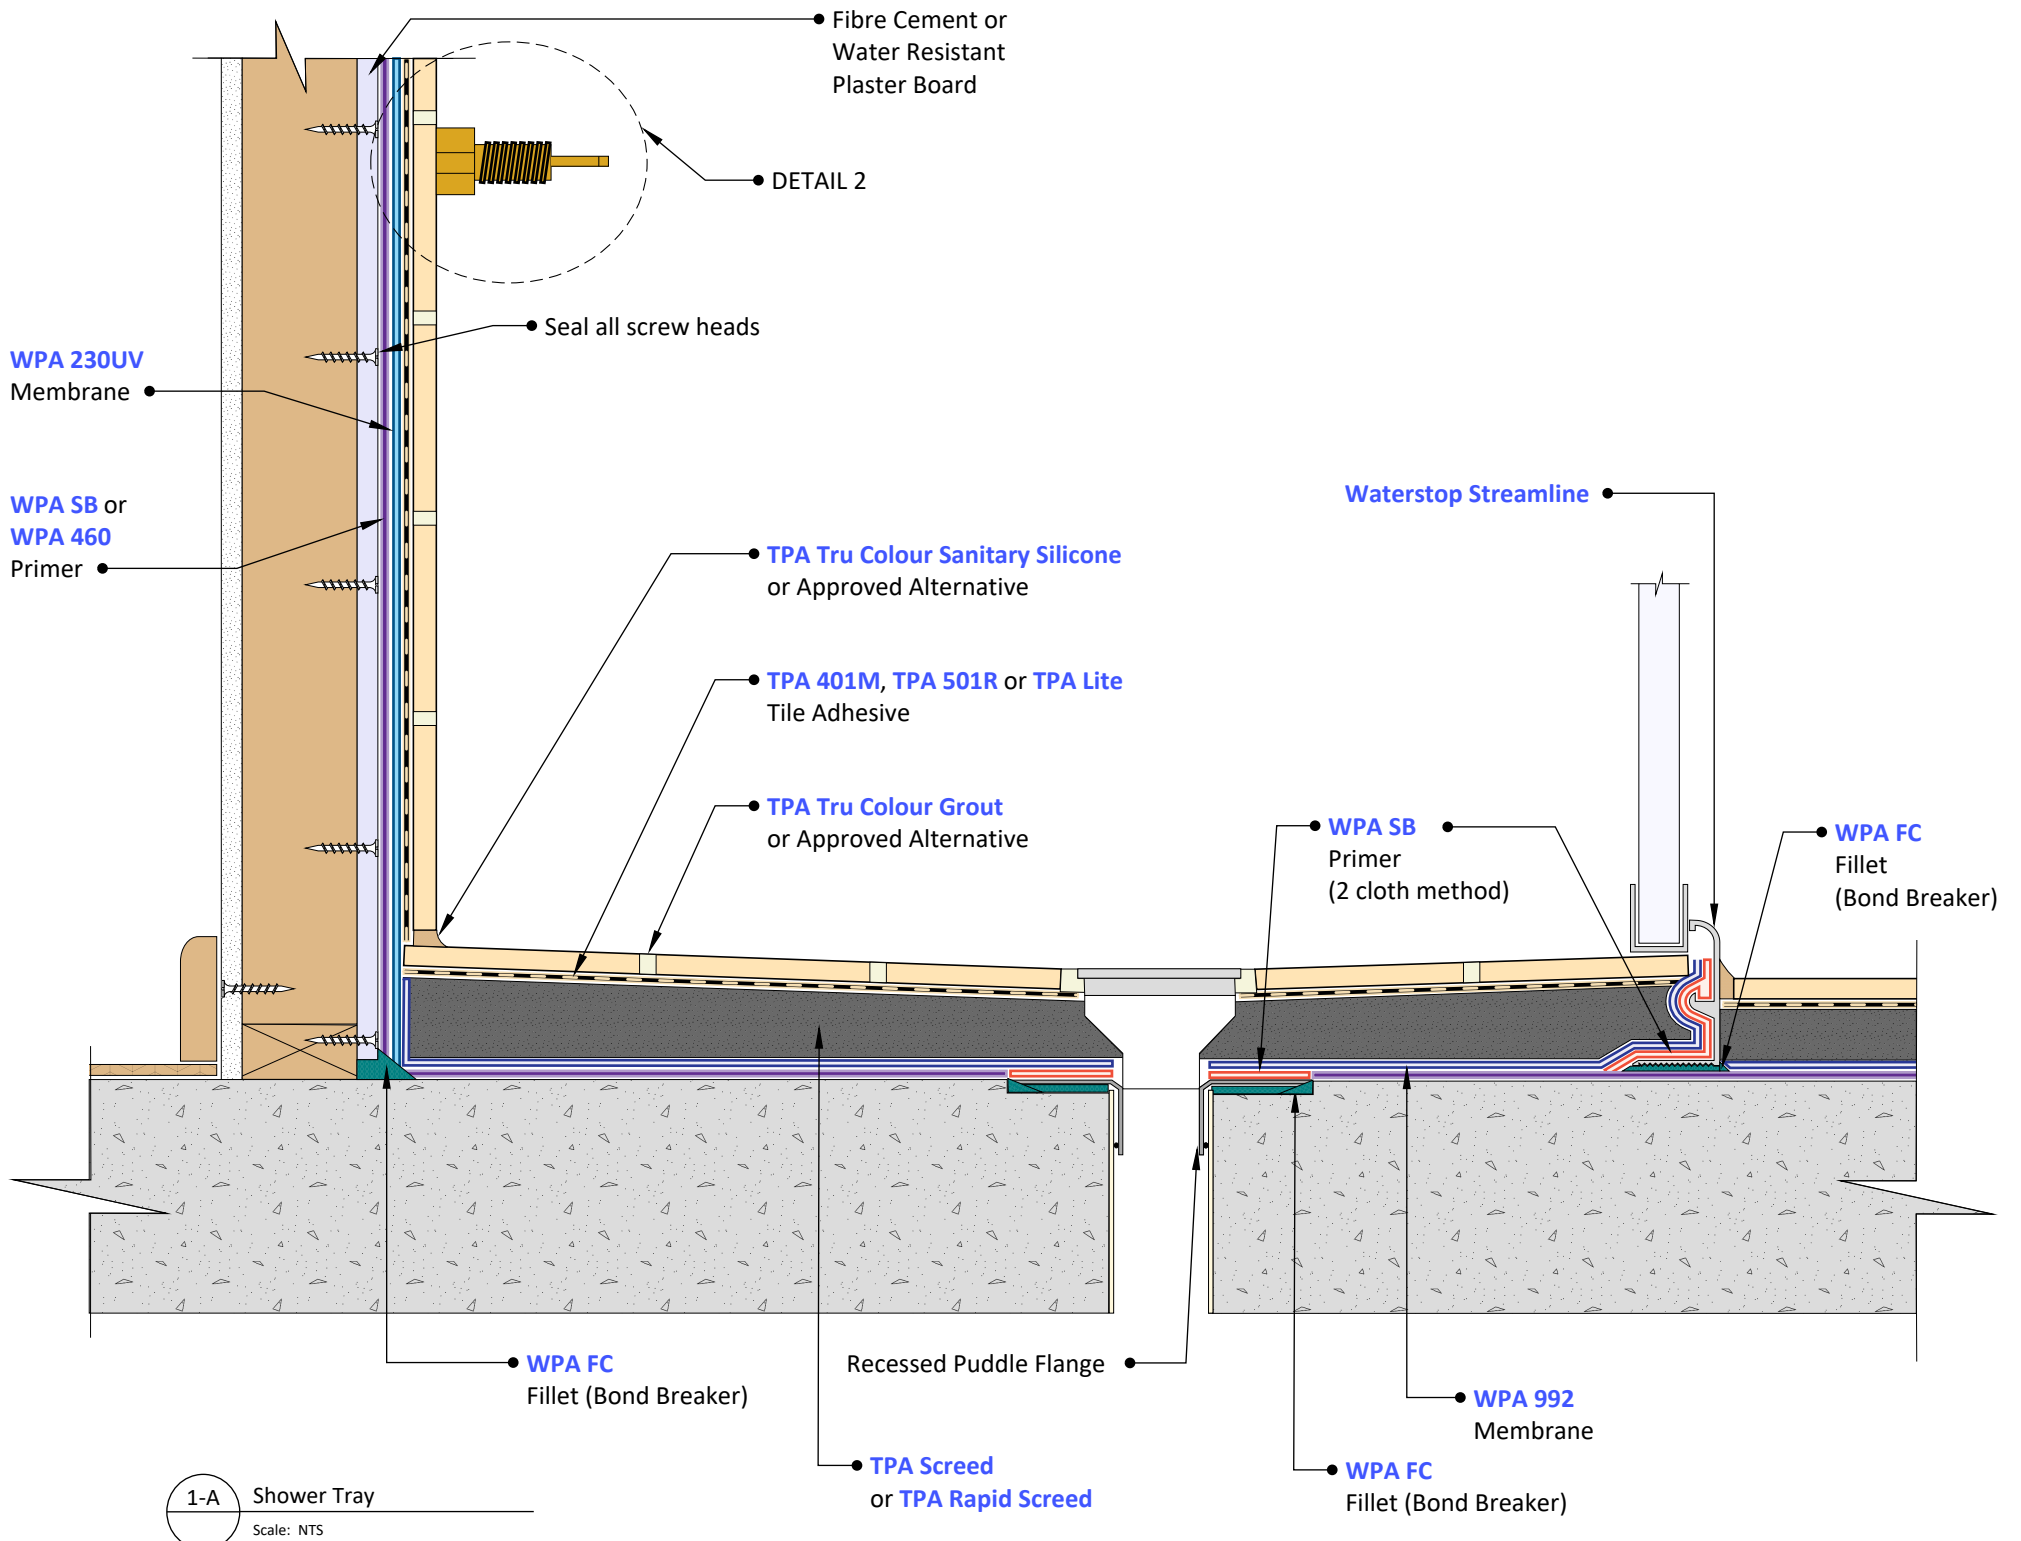 Fibre Cement or
Water Resistant
Plaster Board
DETAIL 2
Seal all screw heads
WPA 230UV
Membrane
WPA SB or
WPA 460
Primer
Waterstop Streamline
TPA Tru Colour Sanitary Silicone
or Approved Alternative
TPA 401M, TPA 501R or TPA Lite
Tile Adhesive
TPA Tru Colour Grout
or Approved Alternative
WPA SB
Primer
(2 cloth method)
WPA FC
Fillet
(Bond Breaker)
WPA FC
Fillet (Bond Breaker)
Recessed Puddle Flange
WPA 992
Membrane
TPA Screed
or TPA Rapid Screed
WPA FC
Fillet (Bond Breaker)
1-A
Shower Tray
Scale: NTS